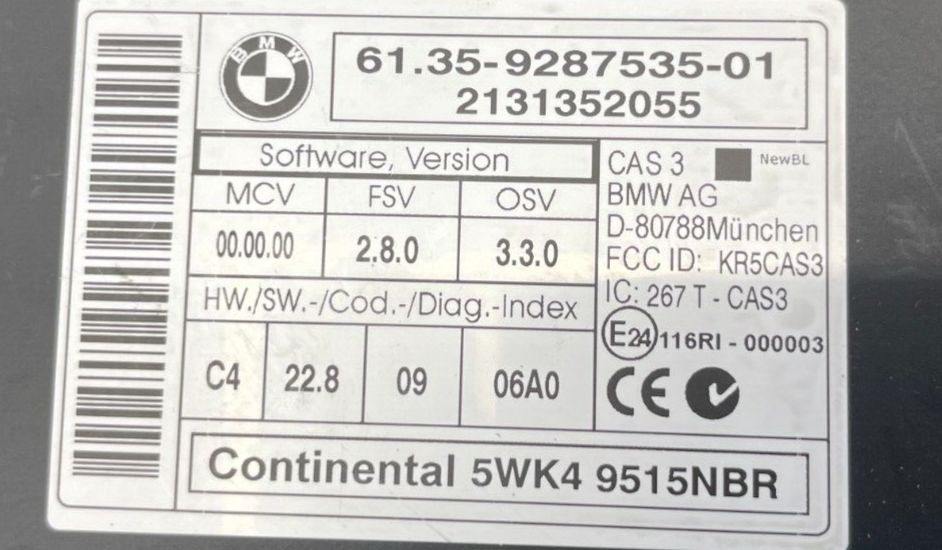 BMW
61.35-9287535-01
2131352055
Software, Version
MCV FSV OSV
00.00.00 2.8.0 3.3.0
HW./SW.-/Cod.-/Diag.-Index
C4 22.8 09 06A0
CAS 3 NewBL
BMW AG
D-80788München
FCC ID: KR5CAS3
IC: 267 T - CAS3
E24 116RI - 000003
CE
Continental 5WK4 9515NBR